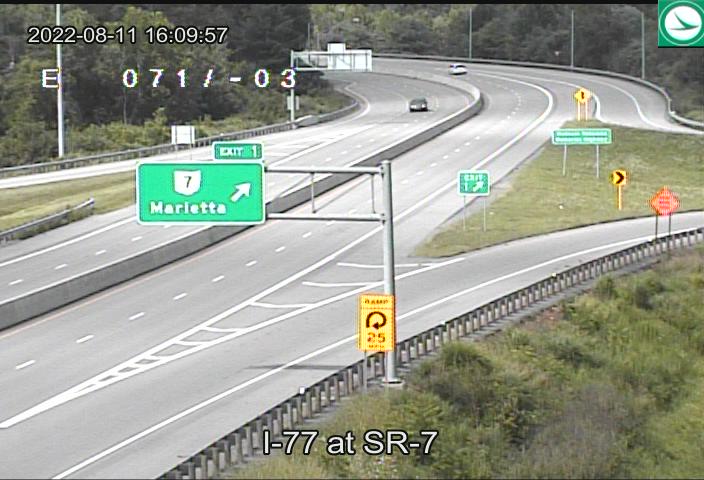 2022-08-11 16:09:57
E 071/-03
EXIT 1
7
Marietta
EXIT
1
RAMP
25
I-77 at SR-7